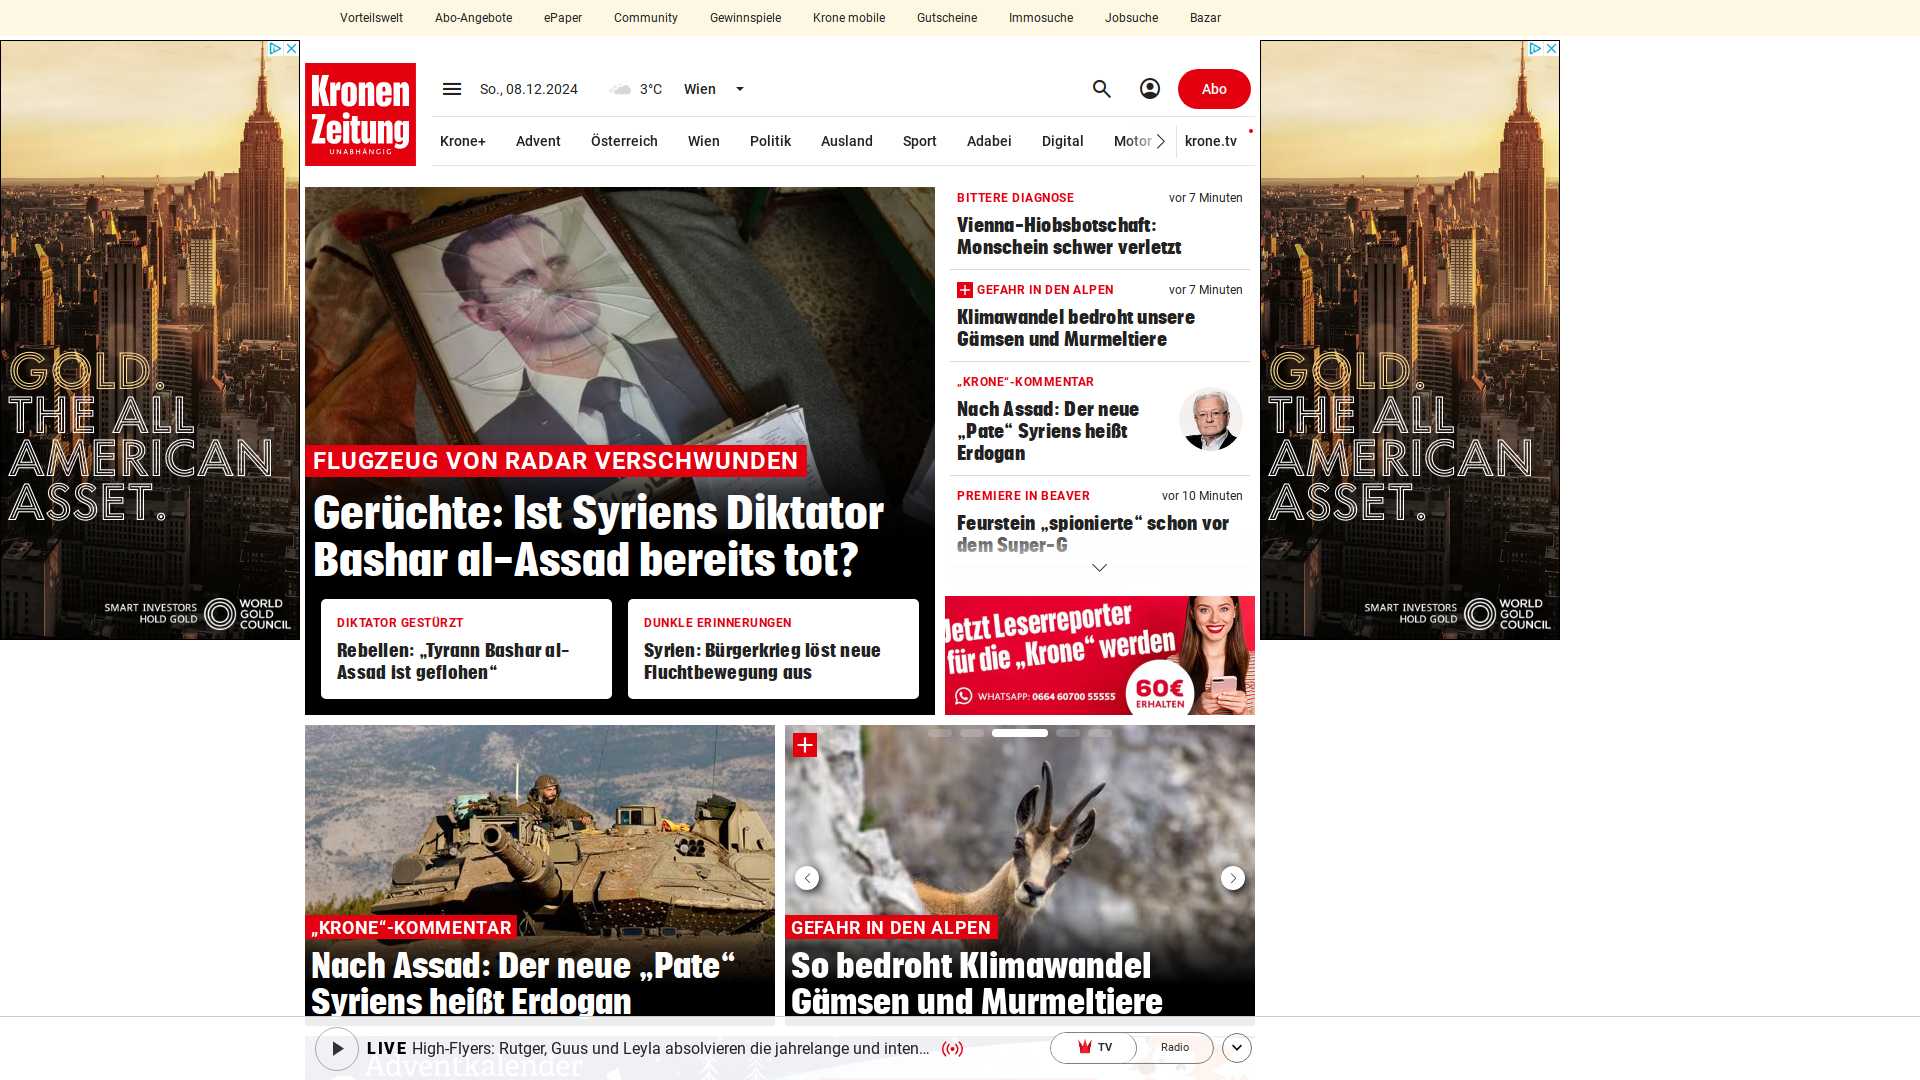 Vorteilswelt Abo-Angebote ePaper Community Gewinnspiele Krone mobile Gutscheine Immosuche Jobsuche Bazar
Kronen
Zeitung
UNABHÄNGIG
So., 08.12.2024 3°C Wien
Abo
Krone+ Advent Österreich Wien Politik Ausland Sport Adabei Digital Motor krone.tv
GOLD.
THE ALL
AMERICAN
ASSET.
SMART INVESTORS
HOLD GOLD
WORLD
GOLD
COUNCIL
FLUGZEUG VON RADAR VERSCHWUNDEN
Gerüchte: Ist Syriens Diktator
Bashar al-Assad bereits tot?
DIKTATOR GESTÜRZT
Rebellen: „Tyrann Bashar al-
Assad ist geflohen“
DUNKLE ERINNERUNGEN
Syrien: Bürgerkrieg löst neue
Fluchtbewegung aus
BITTERE DIAGNOSE vor 7 Minuten
Vienna-Hiobsbotschaft:
Monschein schwer verletzt
GEFAHR IN DEN ALPEN vor 7 Minuten
Klimawandel bedroht unsere
Gämsen und Murmeltiere
„KRONE“-KOMMENTAR
Nach Assad: Der neue
„Pate“ Syriens heißt
Erdogan
PREMIERE IN BEAVER vor 10 Minuten
Feurstein „spionierte“ schon vor
dem Super-G
Jetzt Leserreporter
für die „Krone“ werden
WHATSAPP: 0664 60700 55555
60€
ERHALTEN
GOLD.
THE ALL
AMERICAN
ASSET.
SMART INVESTORS
HOLD GOLD
WORLD
GOLD
COUNCIL
„KRONE“-KOMMENTAR
Nach Assad: Der neue „Pate“
Syriens heißt Erdogan
GEFAHR IN DEN ALPEN
So bedroht Klimawandel
Gämsen und Murmeltiere
LIVE High-Flyers: Rutger, Guus und Leyla absolvieren die jahrelange und inten…
TV Radio
Adventkalender